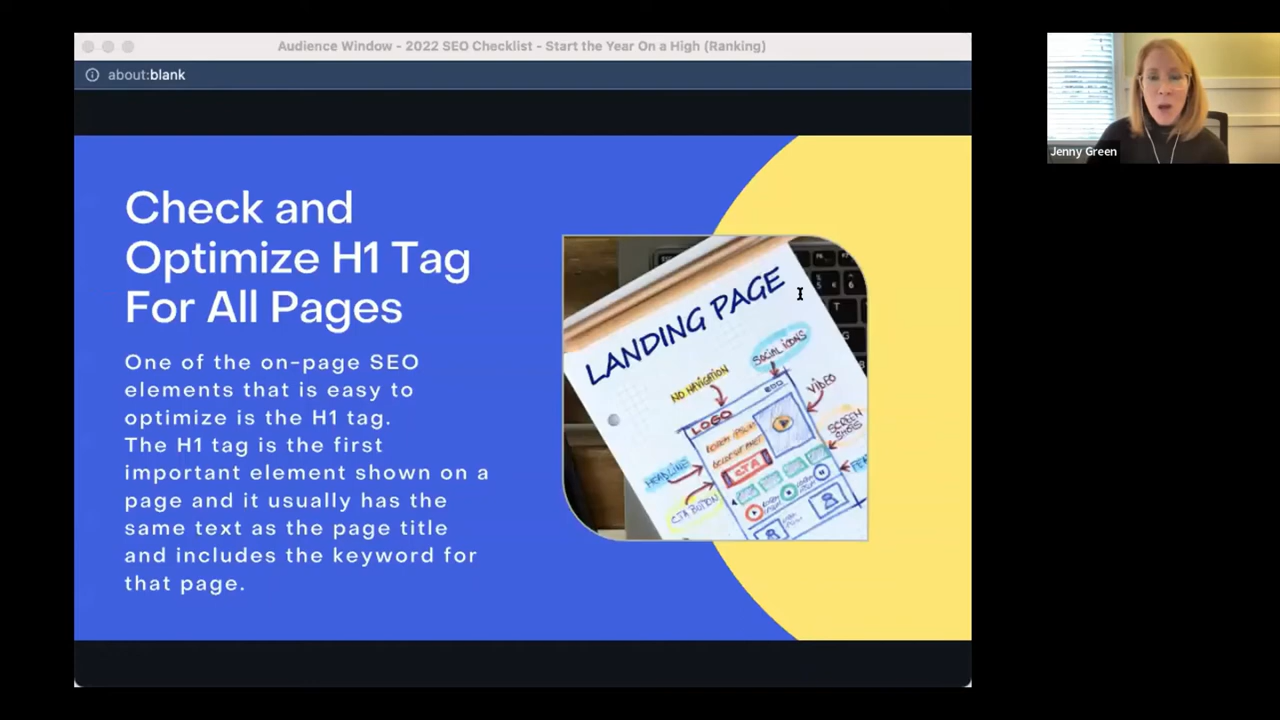 Audience Window - 2022 SEO Checklist - Start the Year On a High (Ranking)
about:blank
Jenny Green
Check and
Optimize H1 Tag
For All Pages
One of the on-page SEO
elements that is easy to
optimize is the H1 tag.
The H1 tag is the first
important element shown on a
page and it usually has the
same text as the page title
and includes the keyword for
that page.
LANDING PAGE
SOCIAL ICONS
NO NAVIGATION
VIDEO
LOGO
SCREEN
SHOTS
HEADLINE
CTA
CTA BUTTON